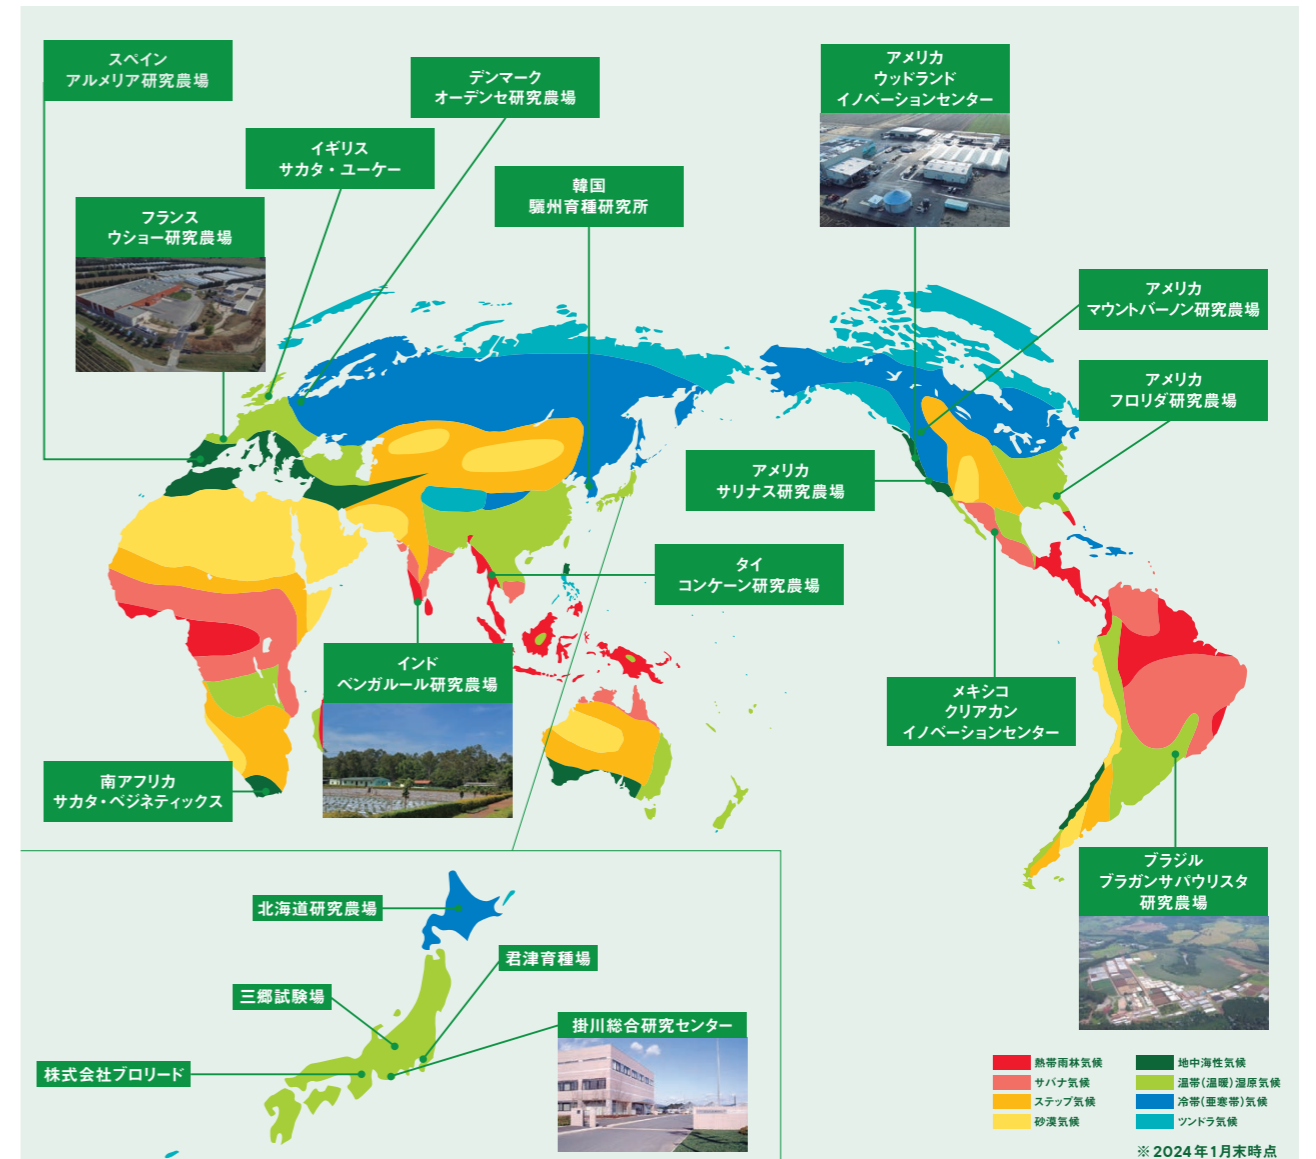 スペイン
アルメリア研究農場
デンマーク
オーデンセ研究農場
アメリカ
ウッドランド
イノベーションセンター
イギリス
サカタ・ユーケー
韓国
驪州育種研究所
フランス
ウショー研究農場
アメリカ
マウントバーノン研究農場
アメリカ
フロリダ研究農場
アメリカ
サリナス研究農場
タイ
コンケーン研究農場
インド
ベンガルール研究農場
メキシコ
クリアカン
イノベーションセンター
南アフリカ
サカタ・ベジネティックス
ブラジル
ブラガンサパウリスタ
研究農場
北海道研究農場
君津育種場
三郷試験場
掛川総合研究センター
株式会社ブロリード
熱帯雨林気候
サバナ気候
ステップ気候
砂漠気候
地中海性気候
温帯(温暖)湿原気候
冷帯(亜寒帯)気候
ツンドラ気候
※2024年1月末時点